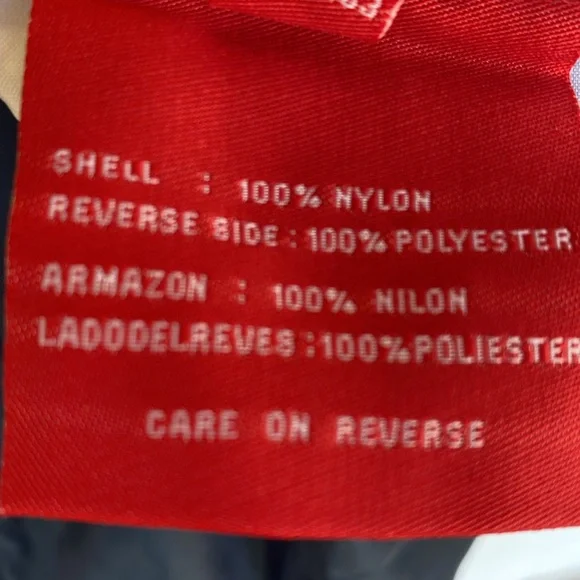 SHELL : 100% NYLON
REVERSE SIDE : 100% POLYESTER
ARMAZON : 100% NILON
LADODELREVES : 100% POLIESTER
CARE ON REVERSE